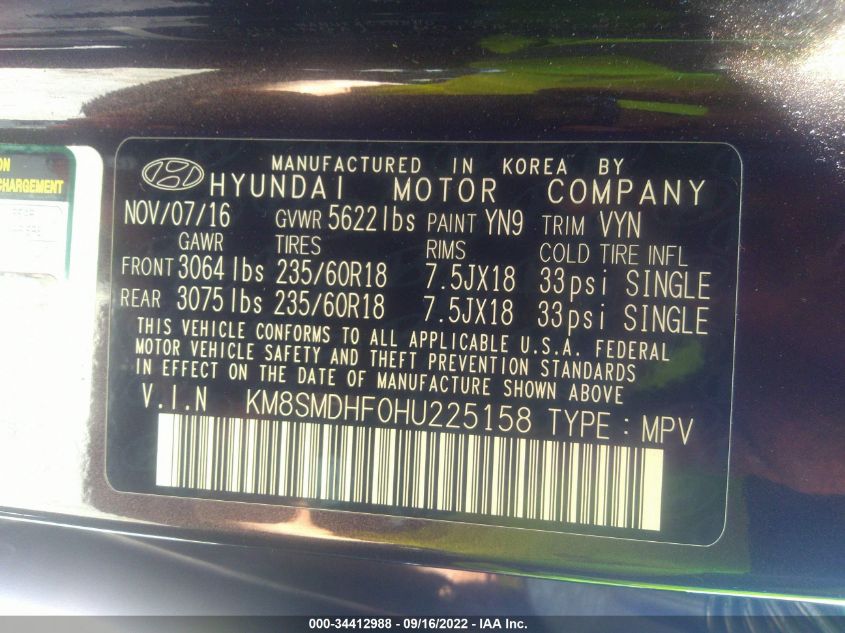 ON
CHARGEMENT
MANUFACTURED IN KOREA BY
HYUNDAI MOTOR COMPANY
NOV/07/16 GVWR 5622lbs PAINT YN9 TRIM VYN
GAWR TIRES RIMS COLD TIRE INFL
FRONT 3064lbs 235/60R18 7.5JX18 33psi SINGLE
REAR 3075lbs 235/60R18 7.5JX18 33psi SINGLE
THIS VEHICLE CONFORMS TO ALL APPLICABLE U.S.A. FEDERAL
MOTOR VEHICLE SAFETY AND THEFT PREVENTION STANDARDS
IN EFFECT ON THE DATE OF MANUFACTURE SHOWN ABOVE
V.I.N KM8SMDHF0HU225158 TYPE : MPV
000-34412988 - 09/16/2022 - IAA Inc.